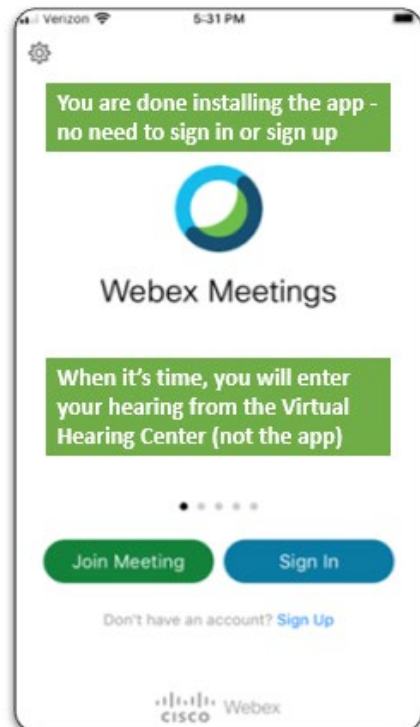 Verizon 5:31 PM
You are done installing the app -
no need to sign in or sign up
Webex Meetings
When it's time, you will enter
your hearing from the Virtual
Hearing Center (not the app)
Join Meeting Sign In
Don't have an account? Sign Up
CISCO Webex